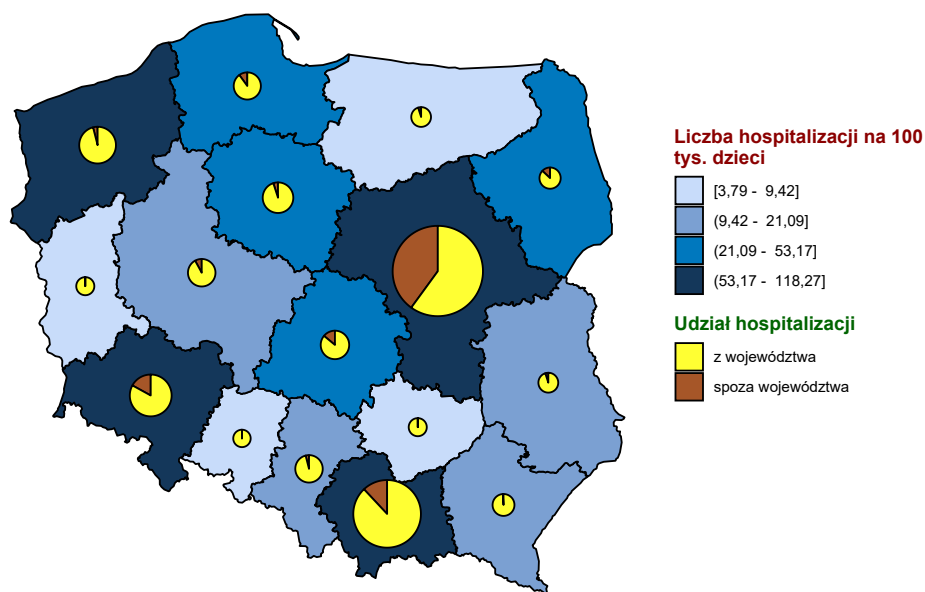 Liczba hospitalizacji na 100
tys. dzieci
[3,79 - 9,42]
(9,42 - 21,09]
(21,09 - 53,17]
(53,17 - 118,27]
Udział hospitalizacji
z województwa
spoza województwa